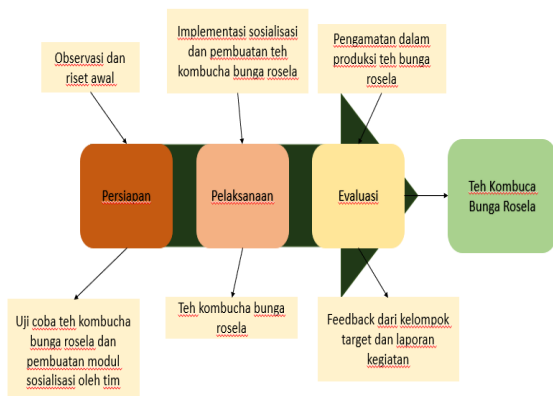 Observasi dan
riset awal
Implementasi sosialisasi
dan pembuatan teh
kombucha bunga rosela
Pengamatan dalam
produksi teh bunga
rosela
Persiapan
Pelaksanaan
Evaluasi
Teh Kombuca
Bunga Rosela
Uji coba teh kombucha
bunga rosela dan
pembuatan modul
sosialisasi oleh tim
Teh kombucha bunga
rosela
Feedback dari kelompok
target dan laporan
kegiatan